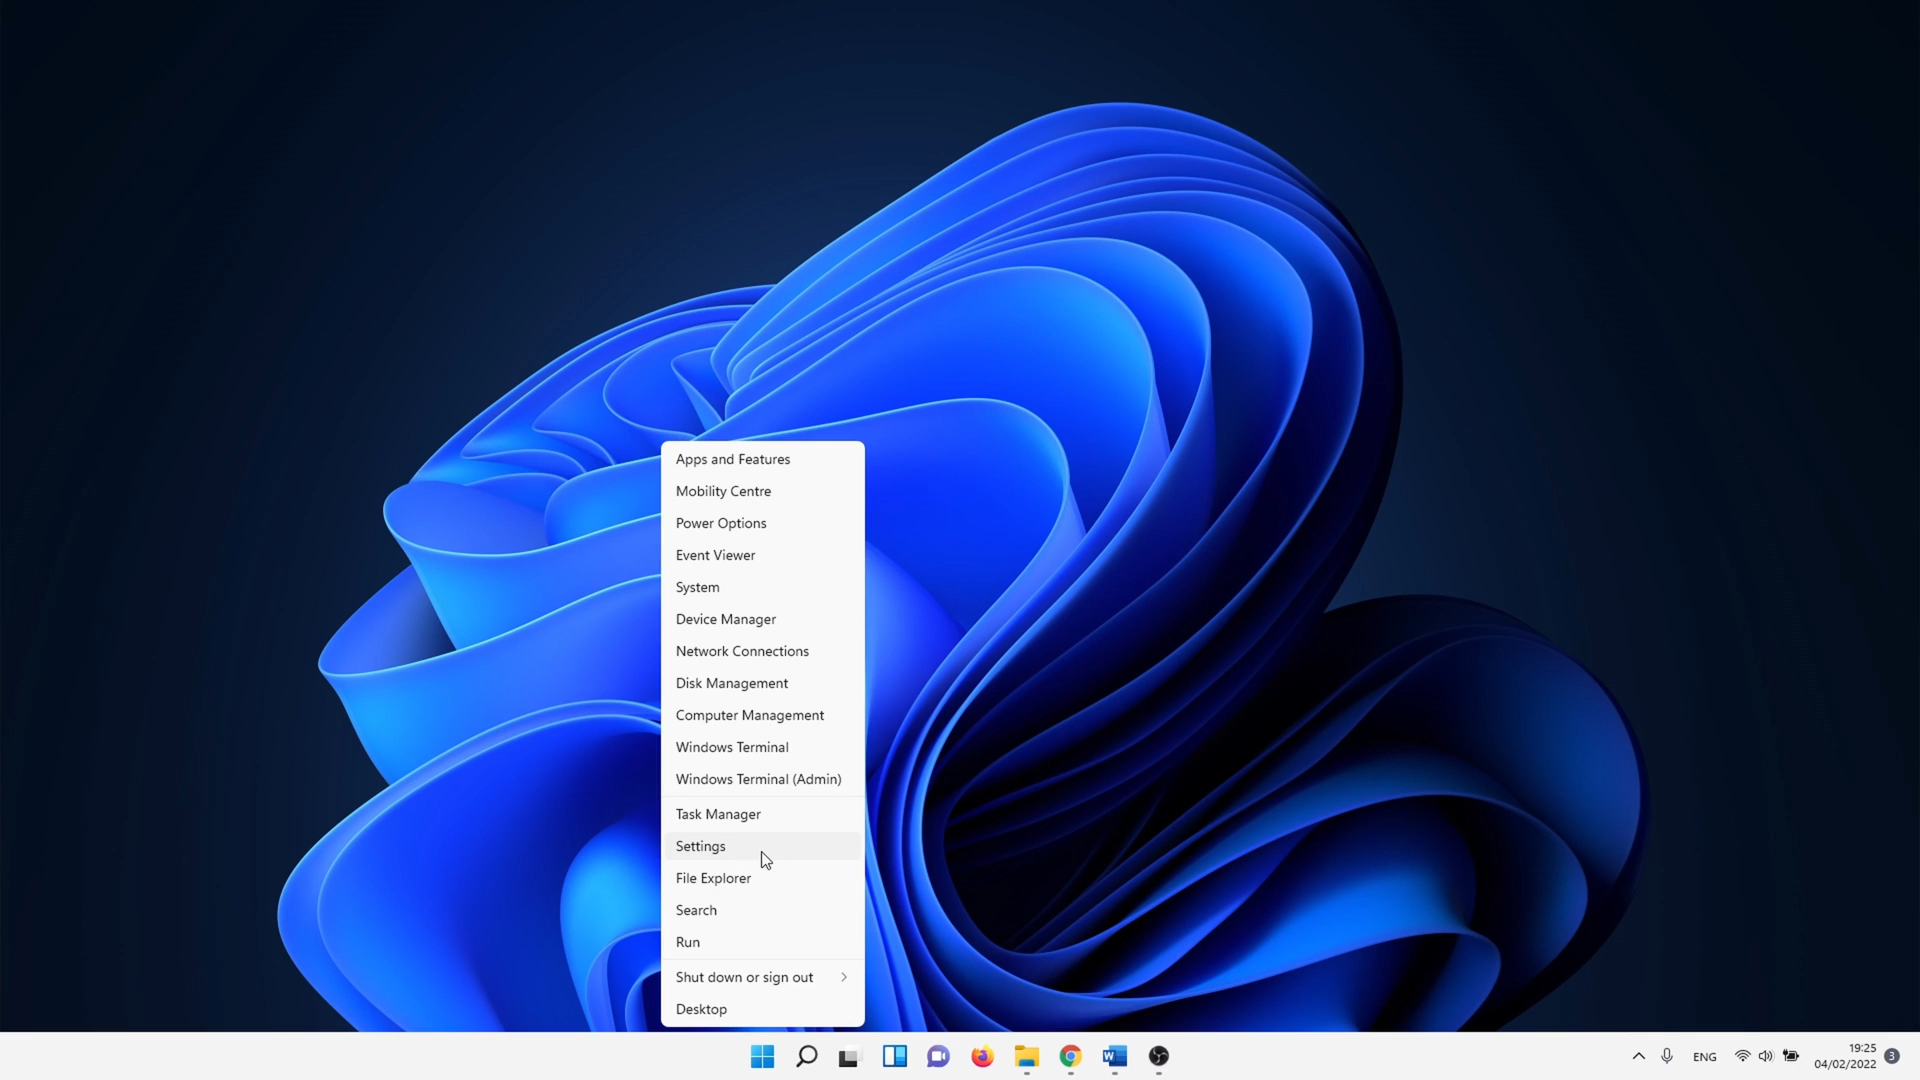 Apps and Features
Mobility Centre
Power Options
Event Viewer
System
Device Manager
Network Connections
Disk Management
Computer Management
Windows Terminal
Windows Terminal (Admin)
Task Manager
Settings
File Explorer
Search
Run
Shut down or sign out
Desktop
W
ENG
19:25
04/02/2022
3